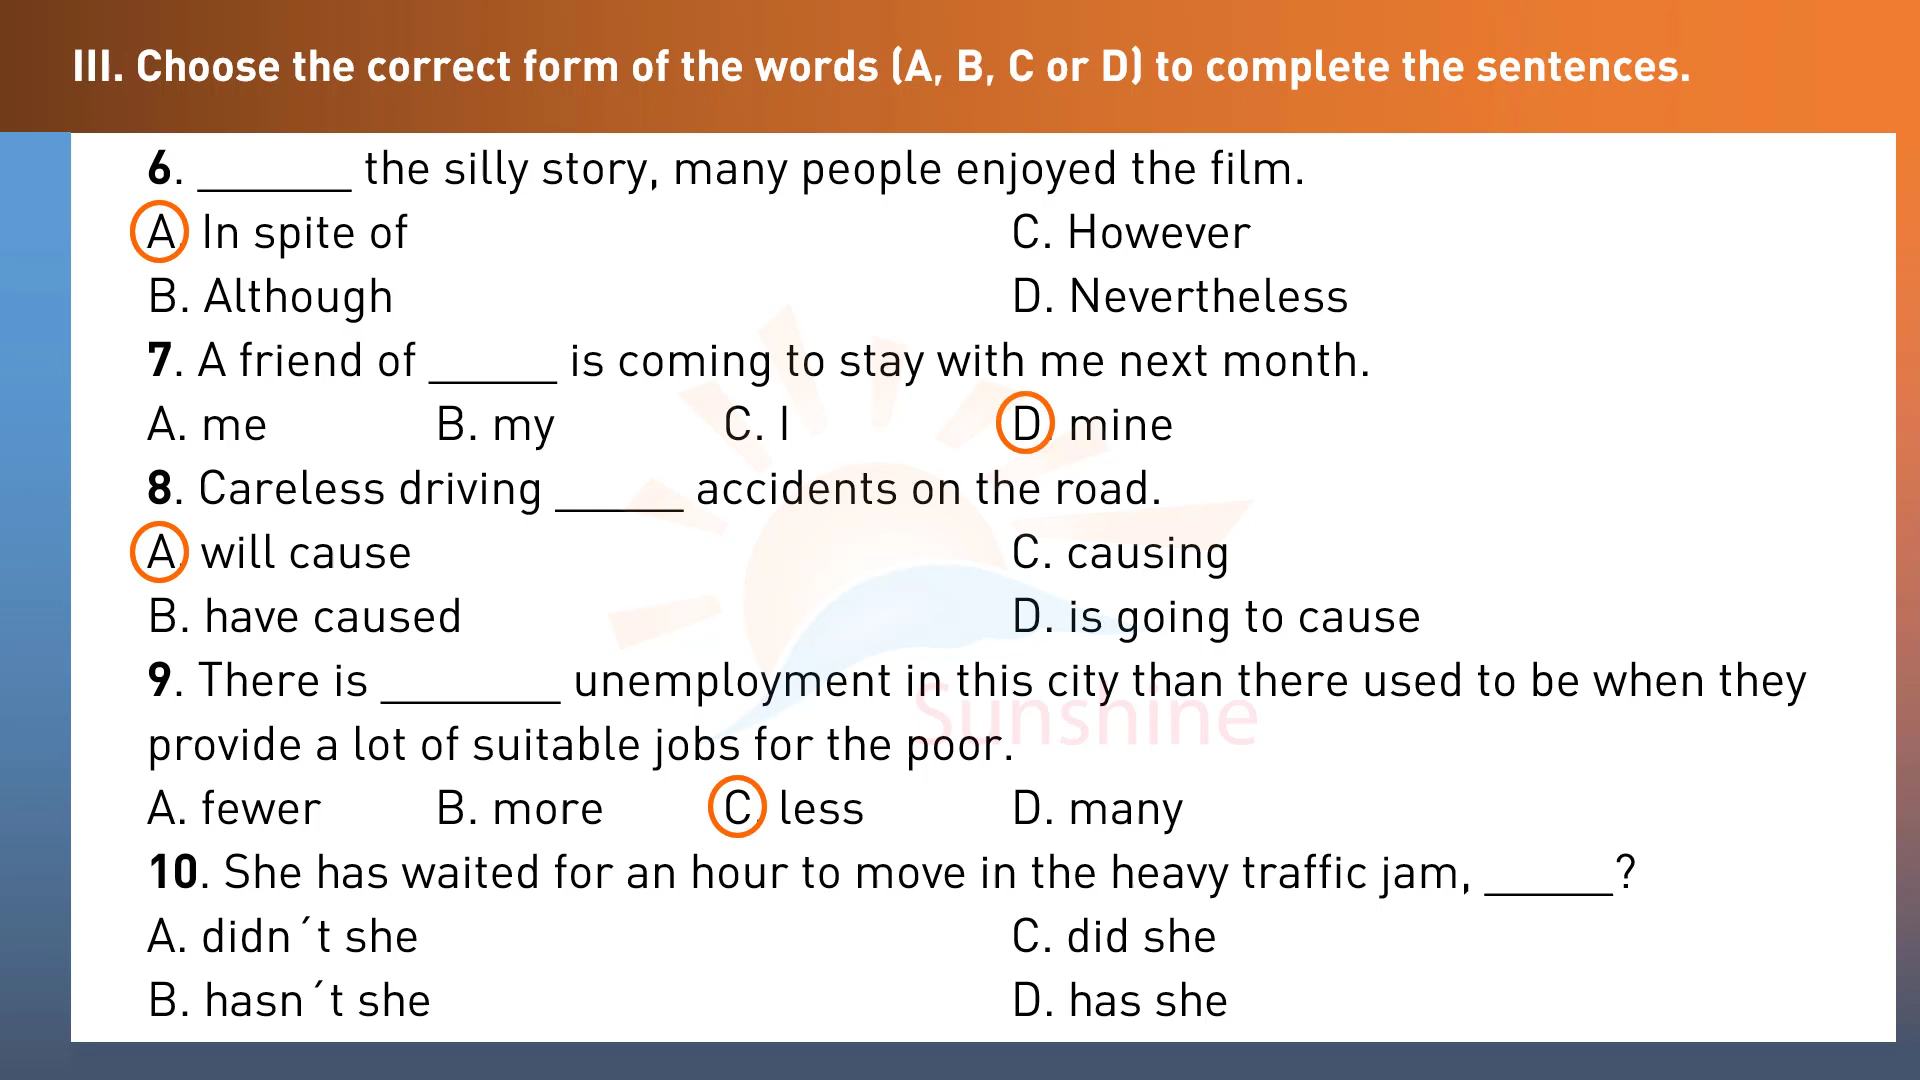 III. Choose the correct form of the words (A, B, C or D) to complete the sentences.
6. ______ the silly story, many people enjoyed the film.
A. In spite of C. However
B. Although D. Nevertheless
7. A friend of _____ is coming to stay with me next month.
A. me B. my C. I D. mine
8. Careless driving _____ accidents on the road.
A. will cause C. causing
B. have caused D. is going to cause
9. There is _______ unemployment in this city than there used to be when they
provide a lot of suitable jobs for the poor.
A. fewer B. more C. less D. many
10. She has waited for an hour to move in the heavy traffic jam, _____?
A. didn´t she C. did she
B. hasn´t she D. has she
Sunshine